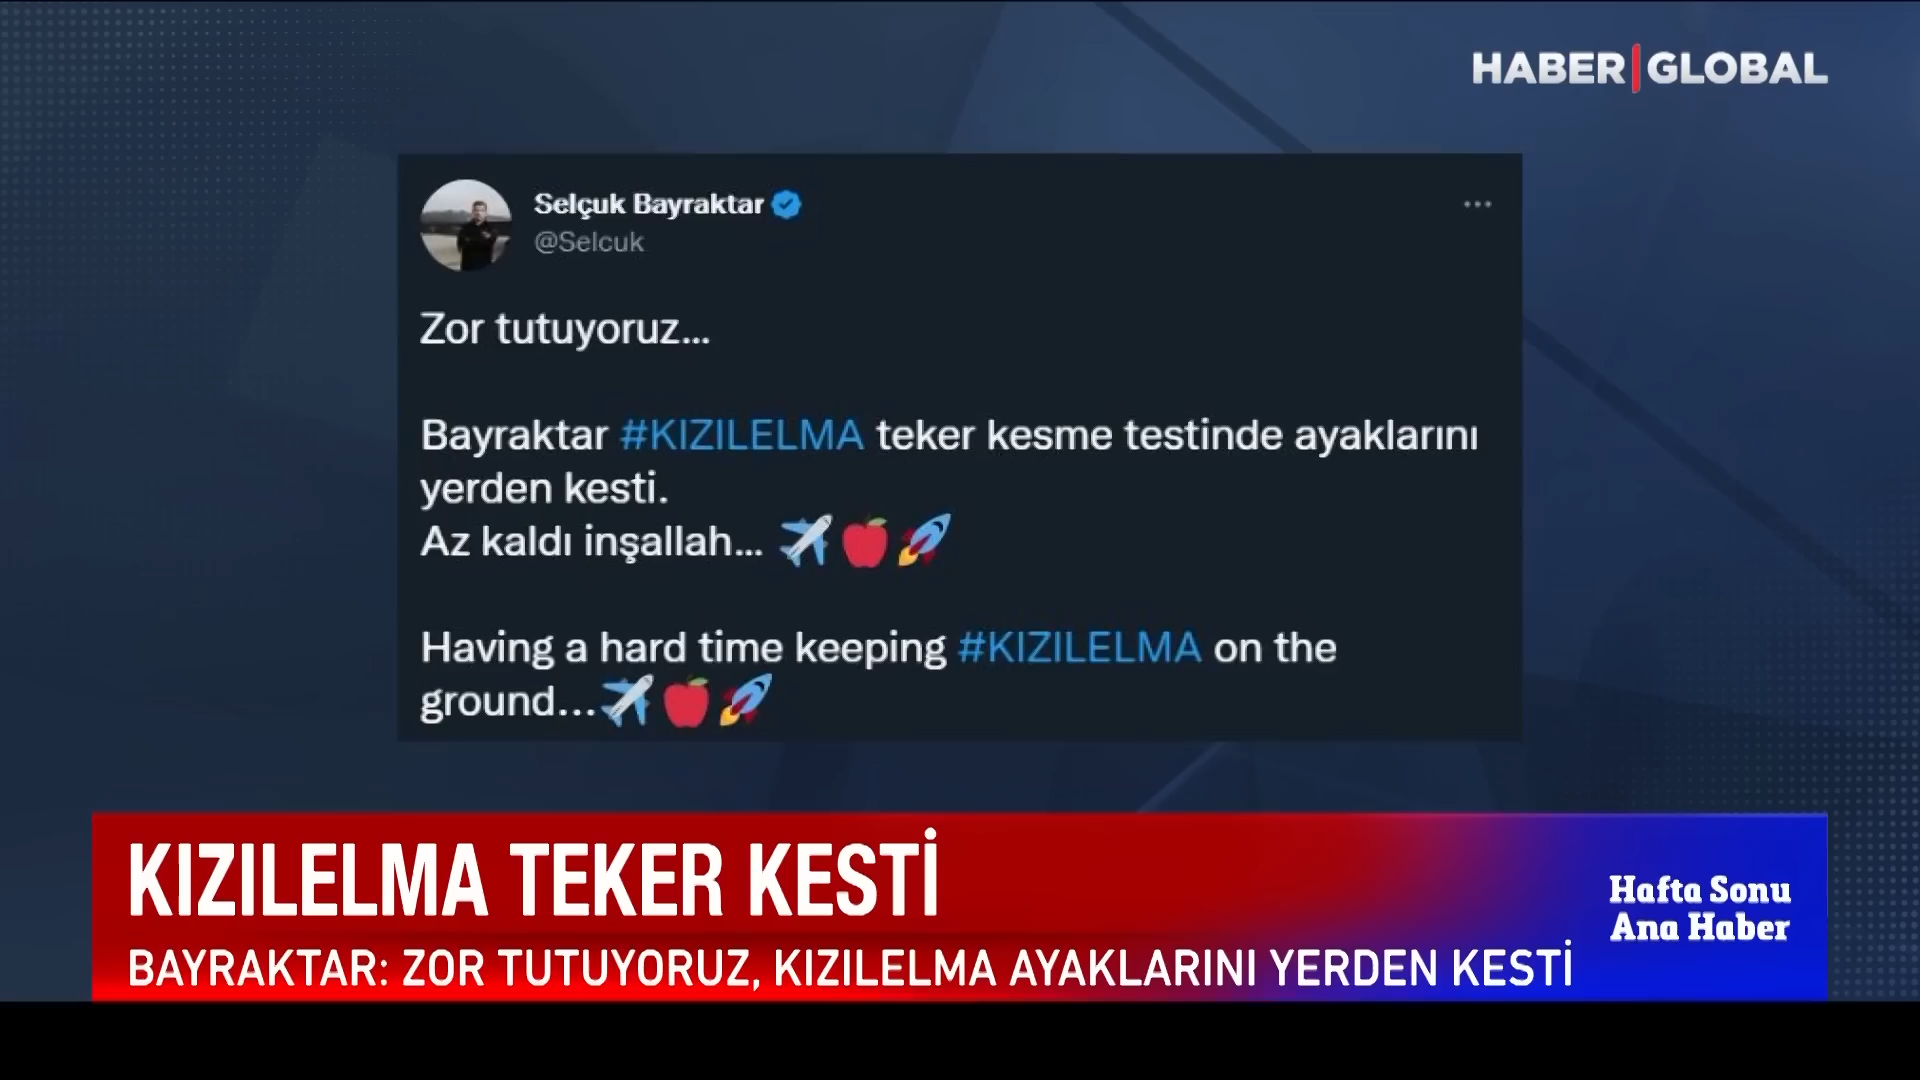 HABER|GLOBAL
Selçuk Bayraktar
@Selcuk
Zor tutuyoruz...
Bayraktar #KIZILELMA teker kesme testinde ayaklarını
yerden kesti.
Az kaldı inşallah... ✈️🍎🚀
Having a hard time keeping #KIZILELMA on the
ground...✈️🍎🚀
KIZILELMA TEKER KESTİ
BAYRAKTAR: ZOR TUTUYORUZ, KIZILELMA AYAKLARINI YERDEN KESTİ
Hafta Sonu
Ana Haber